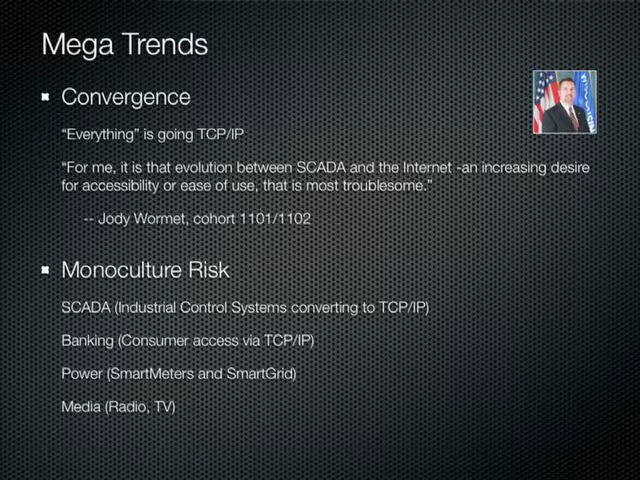 Mega Trends
Convergence
“Everything” is going TCP/IP
“For me, it is that evolution between SCADA and the Internet -an increasing desire
for accessibility or ease of use, that is most troublesome.”
-- Jody Wormet, cohort 1101/1102
Monoculture Risk
SCADA (Industrial Control Systems converting to TCP/IP)
Banking (Consumer access via TCP/IP)
Power (SmartMeters and SmartGrid)
Media (Radio, TV)